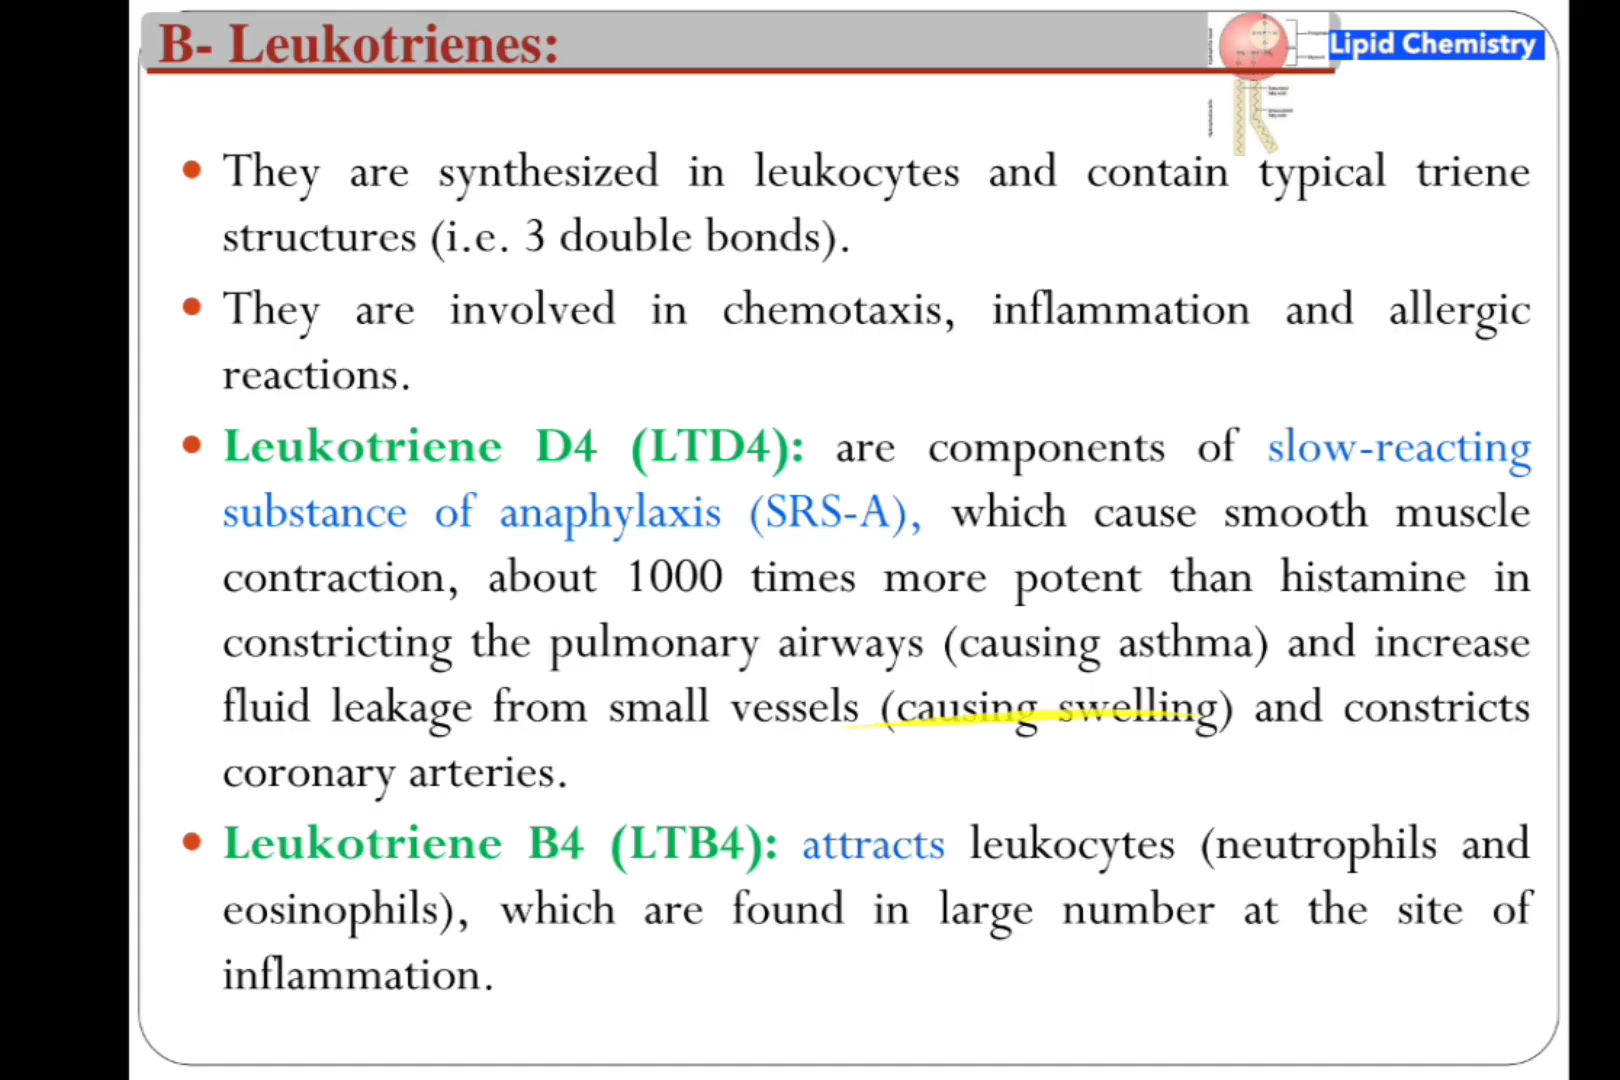 B- Leukotrienes:
Lipid Chemistry
• They are synthesized in leukocytes and contain typical triene
structures (i.e. 3 double bonds).
• They are involved in chemotaxis, inflammation and allergic
reactions.
• Leukotriene D4 (LTD4): are components of slow-reacting
substance of anaphylaxis (SRS-A), which cause smooth muscle
contraction, about 1000 times more potent than histamine in
constricting the pulmonary airways (causing asthma) and increase
fluid leakage from small vessels (causing swelling) and constricts
coronary arteries.
• Leukotriene B4 (LTB4): attracts leukocytes (neutrophils and
eosinophils), which are found in large number at the site of
inflammation.